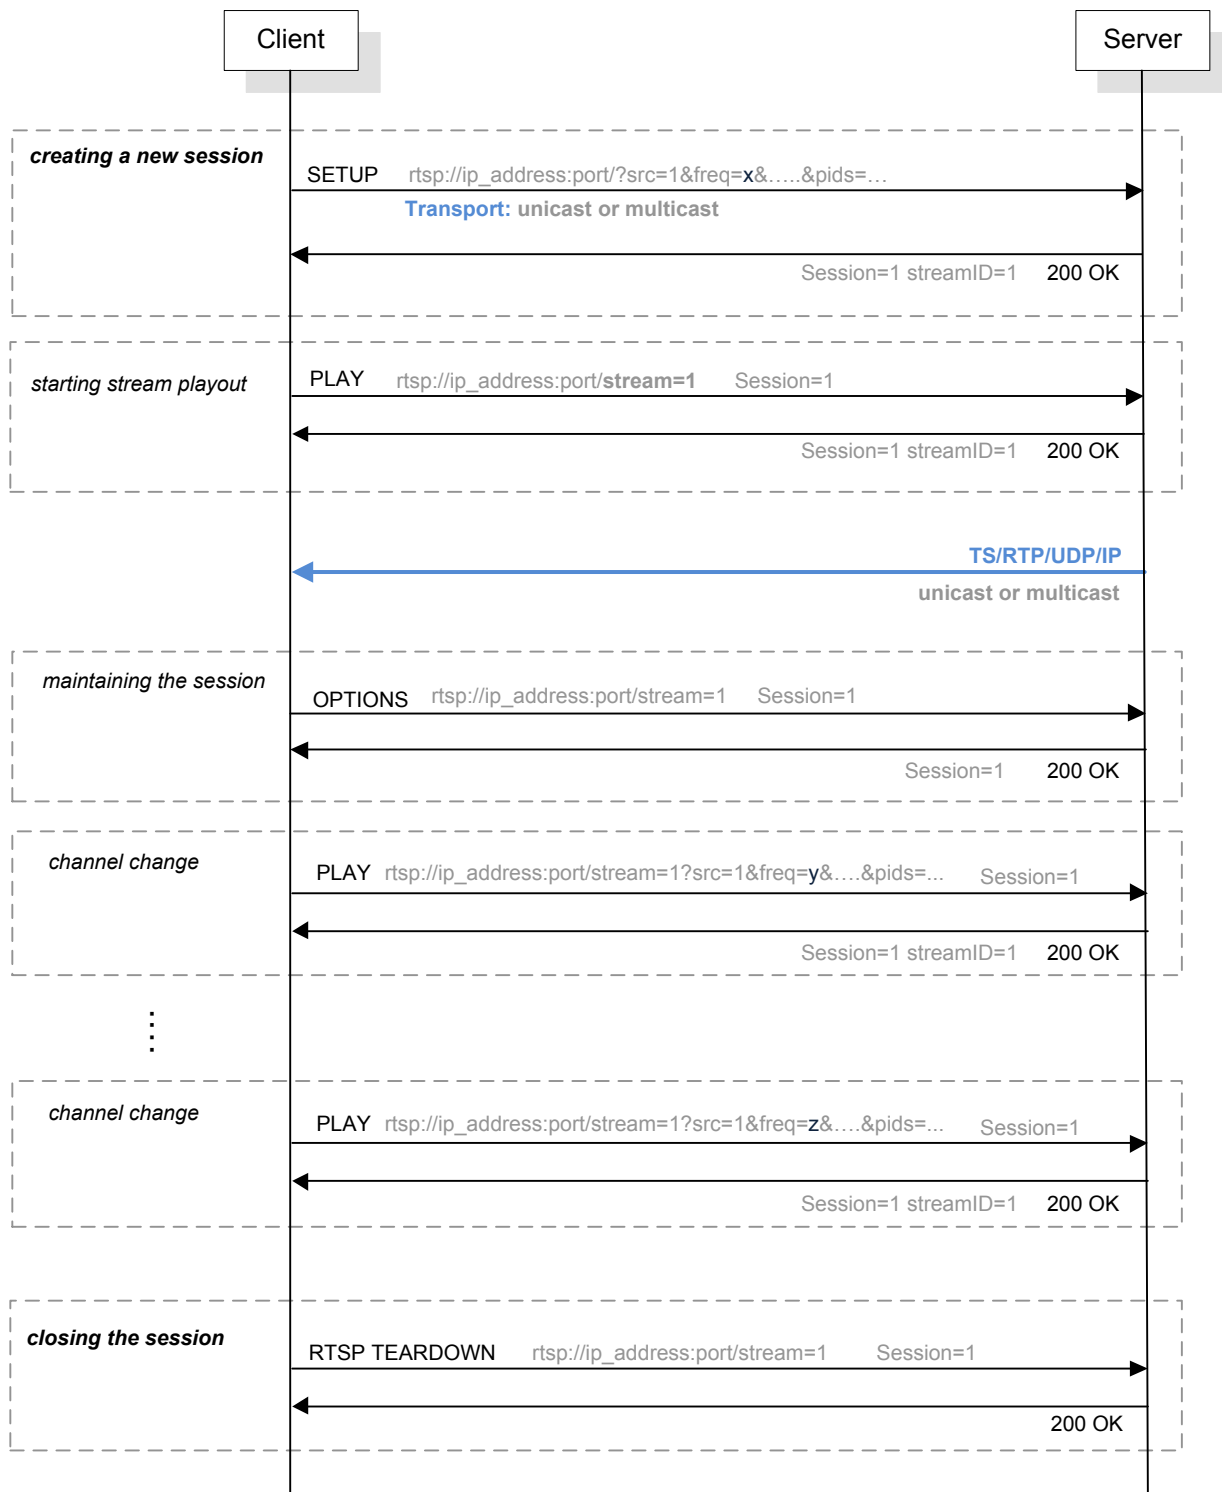 Client
Server
creating a new session
SETUP rtsp://ip_address:port/?src=1&freq=x&…..&pids=…
Transport: unicast or multicast
Session=1 streamID=1 200 OK
starting stream playout
PLAY rtsp://ip_address:port/stream=1 Session=1
Session=1 streamID=1 200 OK
TS/RTP/UDP/IP
unicast or multicast
maintaining the session
OPTIONS rtsp://ip_address:port/stream=1 Session=1
Session=1 200 OK
channel change
PLAY rtsp://ip_address:port/stream=1?src=1&freq=y&….&pids=... Session=1
Session=1 streamID=1 200 OK
channel change
PLAY rtsp://ip_address:port/stream=1?src=1&freq=z&….&pids=... Session=1
Session=1 streamID=1 200 OK
closing the session
RTSP TEARDOWN rtsp://ip_address:port/stream=1 Session=1
200 OK